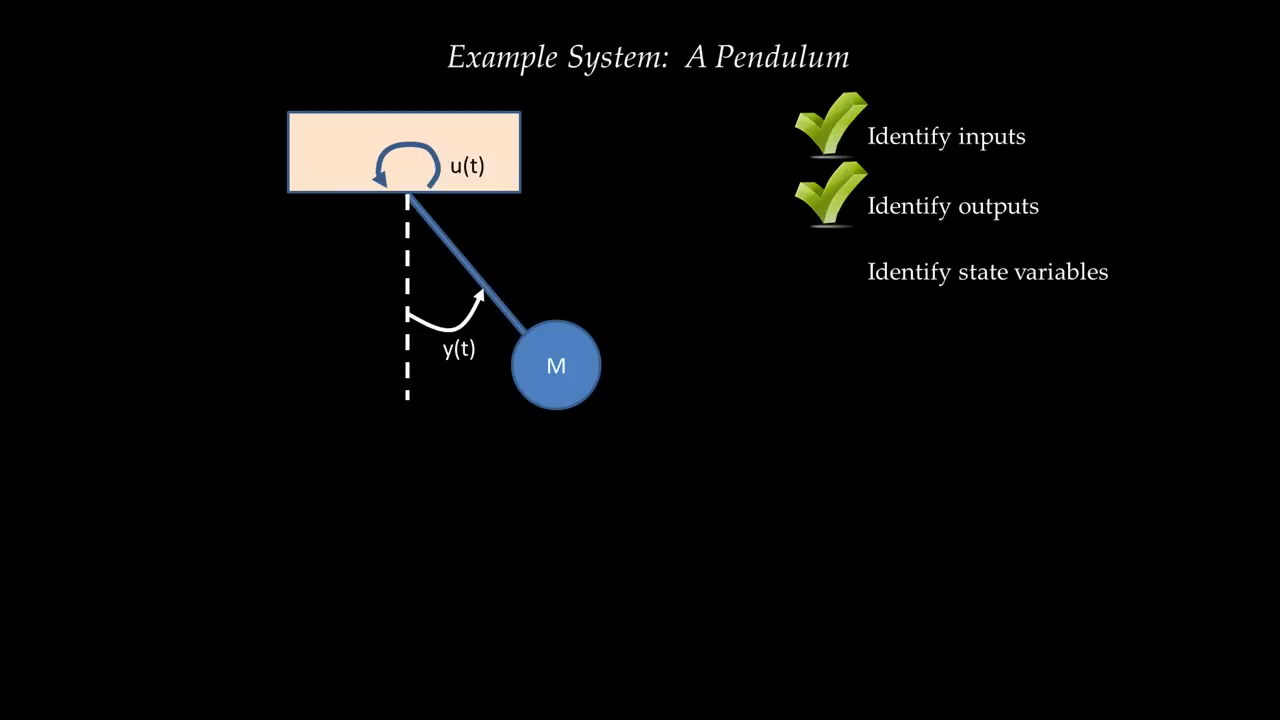 Example System: A Pendulum
u(t)
y(t)
M
Identify inputs
Identify outputs
Identify state variables